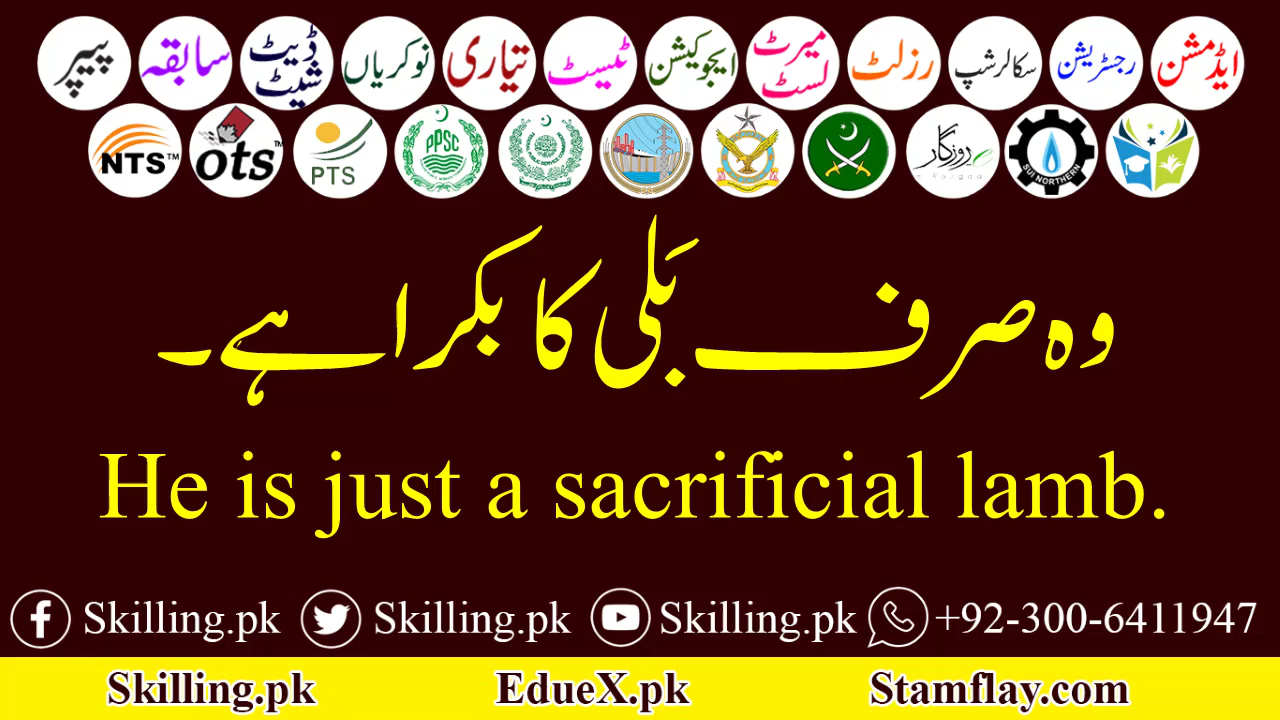 ایڈمشن رجسٹریشن سکالرشپ رزلٹ میرٹ لسٹ ایجوکیشن ٹیسٹ تیاری نوکریاں ڈیٹ شیٹ سابقہ پیپر
NTS™ ots™ PTS PPSC روزگار SUI NORTHERN
وہ صرف بَلی کا بکرا ہے۔
He is just a sacrificial lamb.
Skilling.pk Skilling.pk Skilling.pk +92-300-6411947
Skilling.pk EdueX.pk Stamflay.com